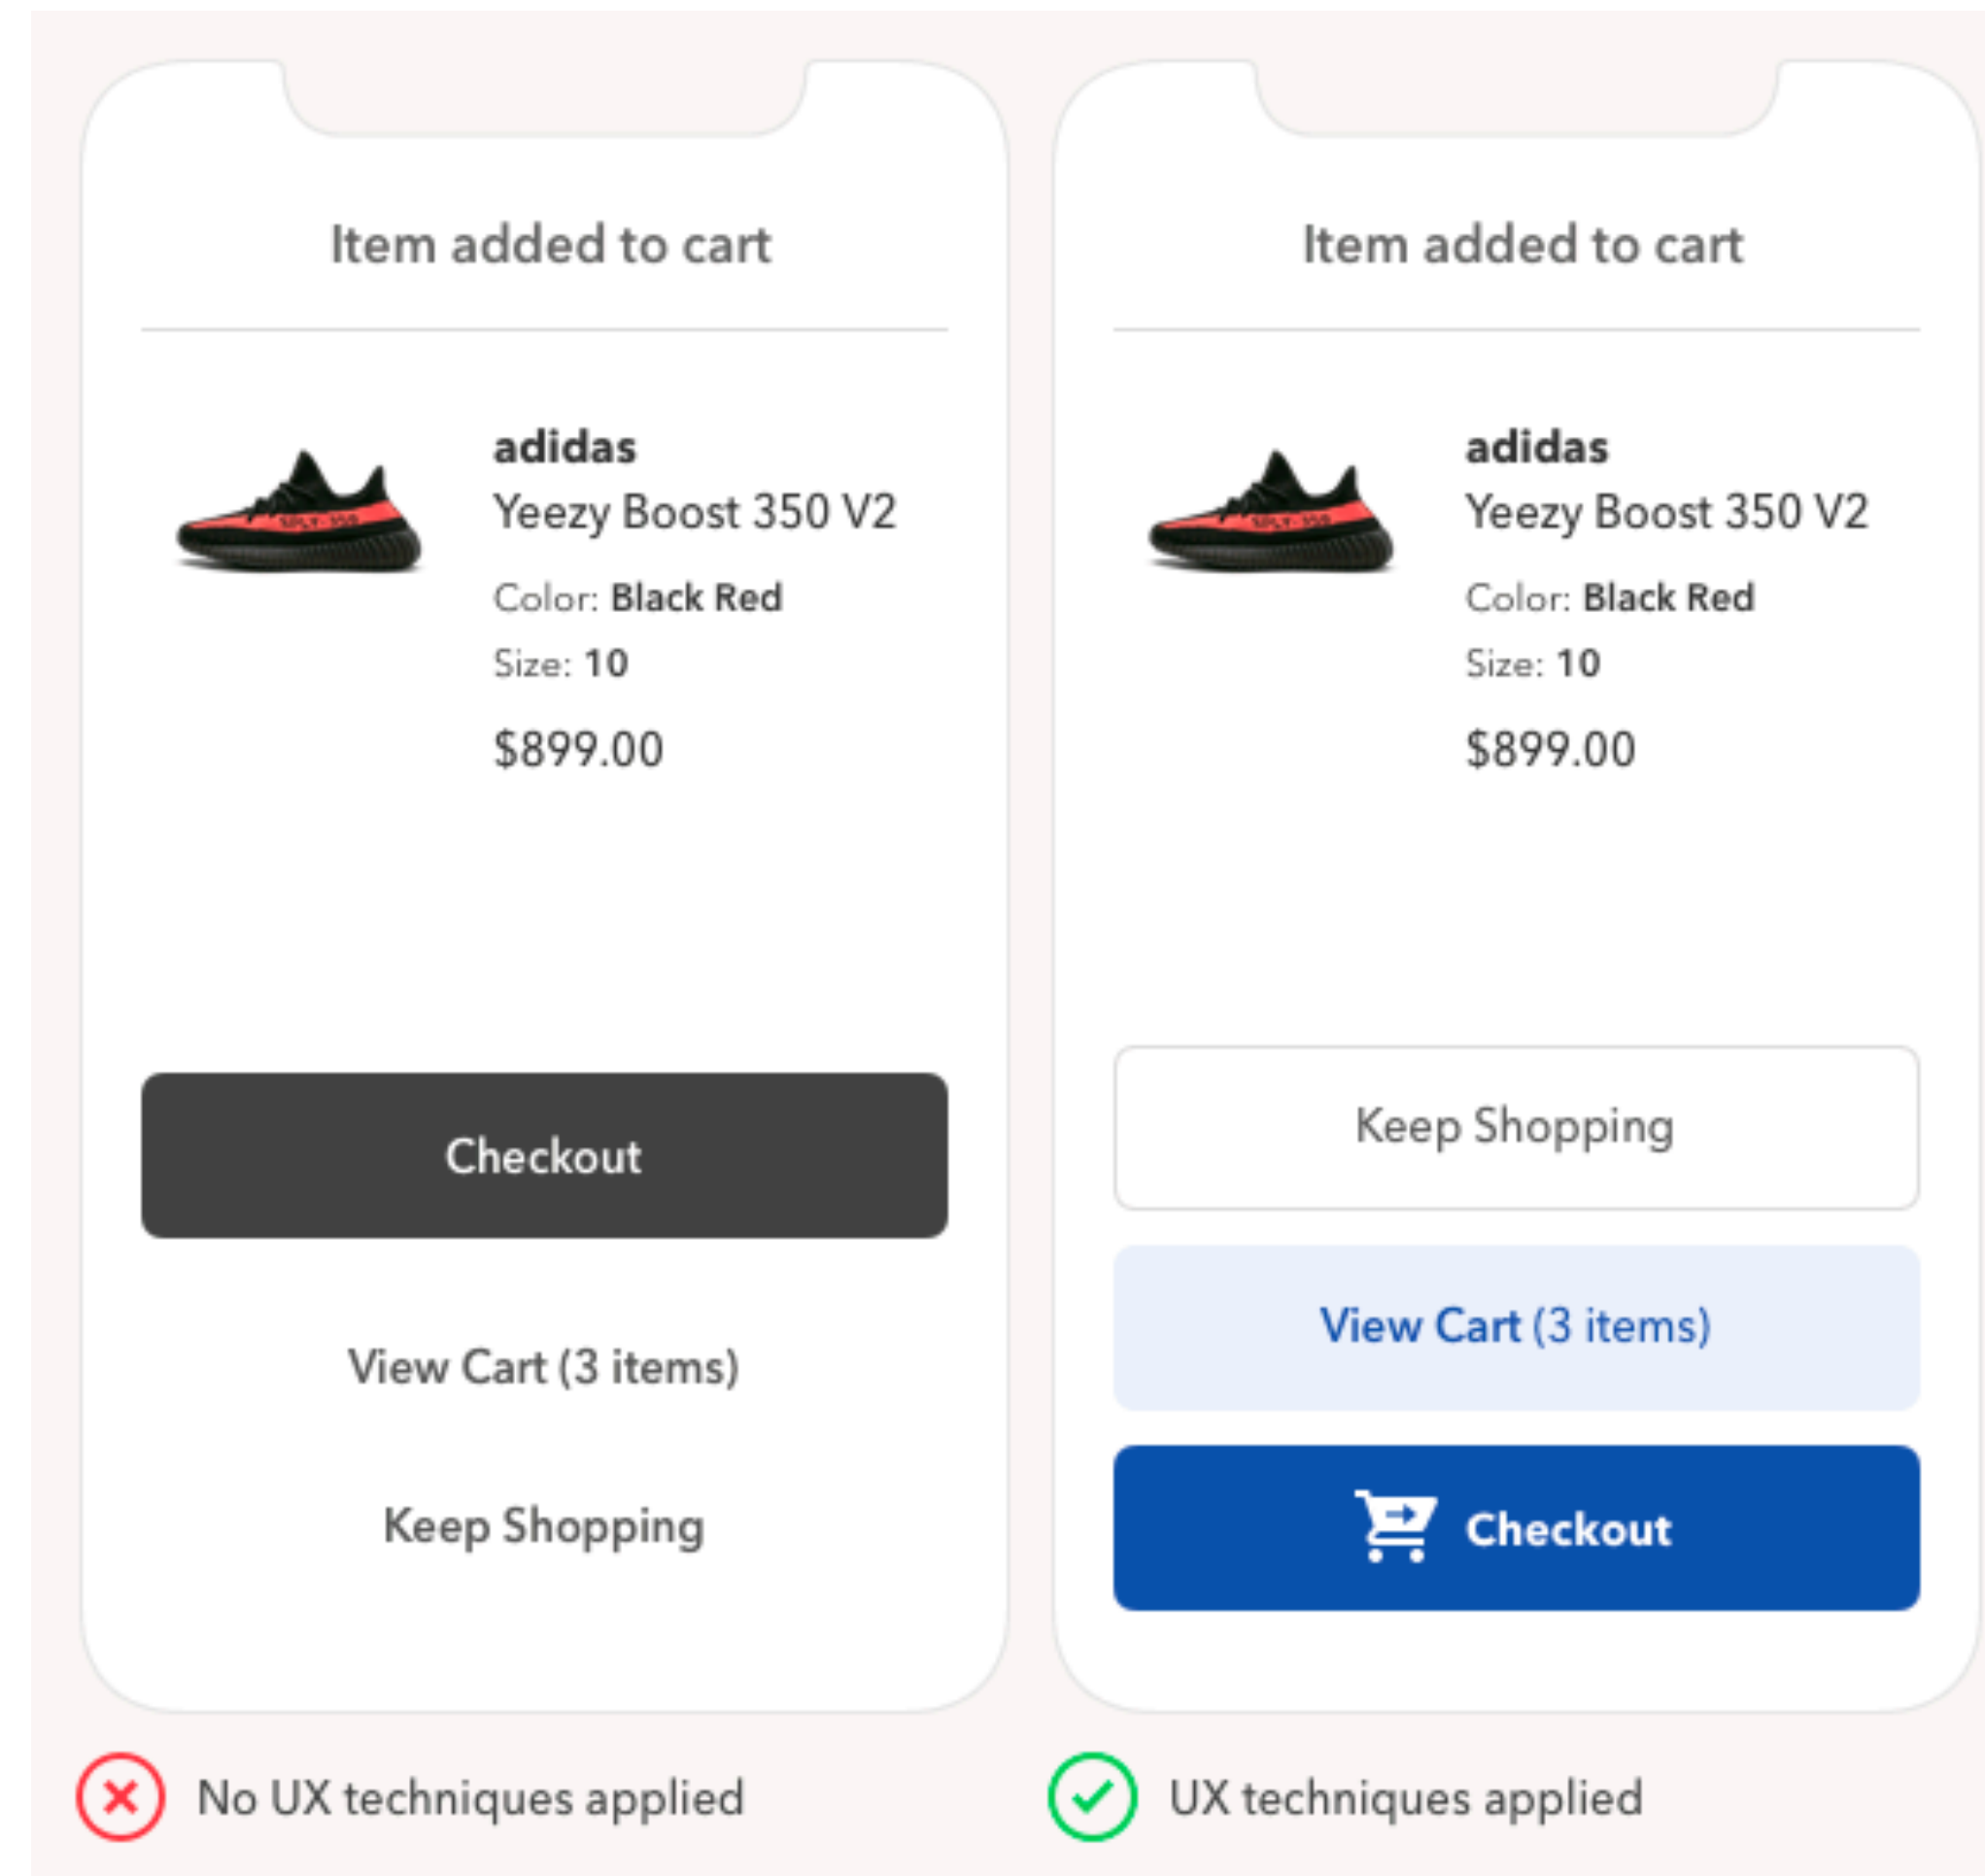 Item added to cart
adidas
Yeezy Boost 350 V2
Color: Black Red
Size: 10
$899.00
Checkout
View Cart (3 items)
Keep Shopping
No UX techniques applied
Item added to cart
adidas
Yeezy Boost 350 V2
Color: Black Red
Size: 10
$899.00
Keep Shopping
View Cart (3 items)
Checkout
UX techniques applied